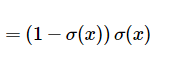 = (1 − σ(x)) σ(x)